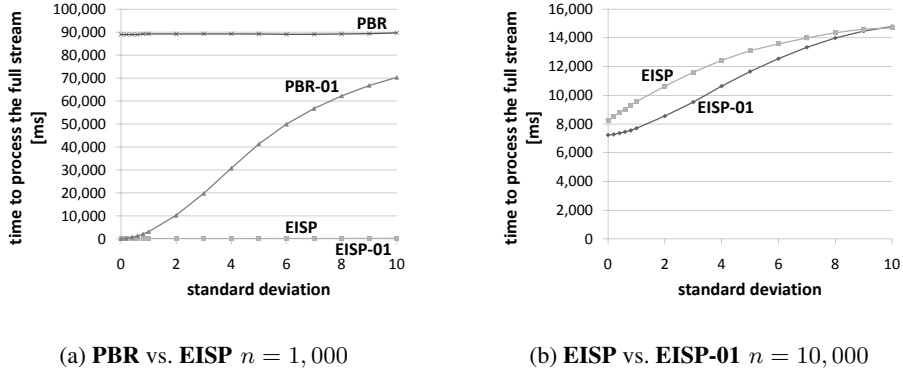 100,000
90,000
80,000
70,000
60,000
50,000
40,000
30,000
20,000
10,000
0
0 2 4 6 8 10
time to process the full stream
[ms]
standard deviation
PBR
PBR-01
EISP
EISP-01
(a) PBR vs. EISP n = 1, 000
16,000
14,000
12,000
10,000
8,000
6,000
4,000
2,000
0
0 2 4 6 8 10
time to process the full stream
[ms]
standard deviation
EISP
EISP-01
(b) EISP vs. EISP-01 n = 10, 000